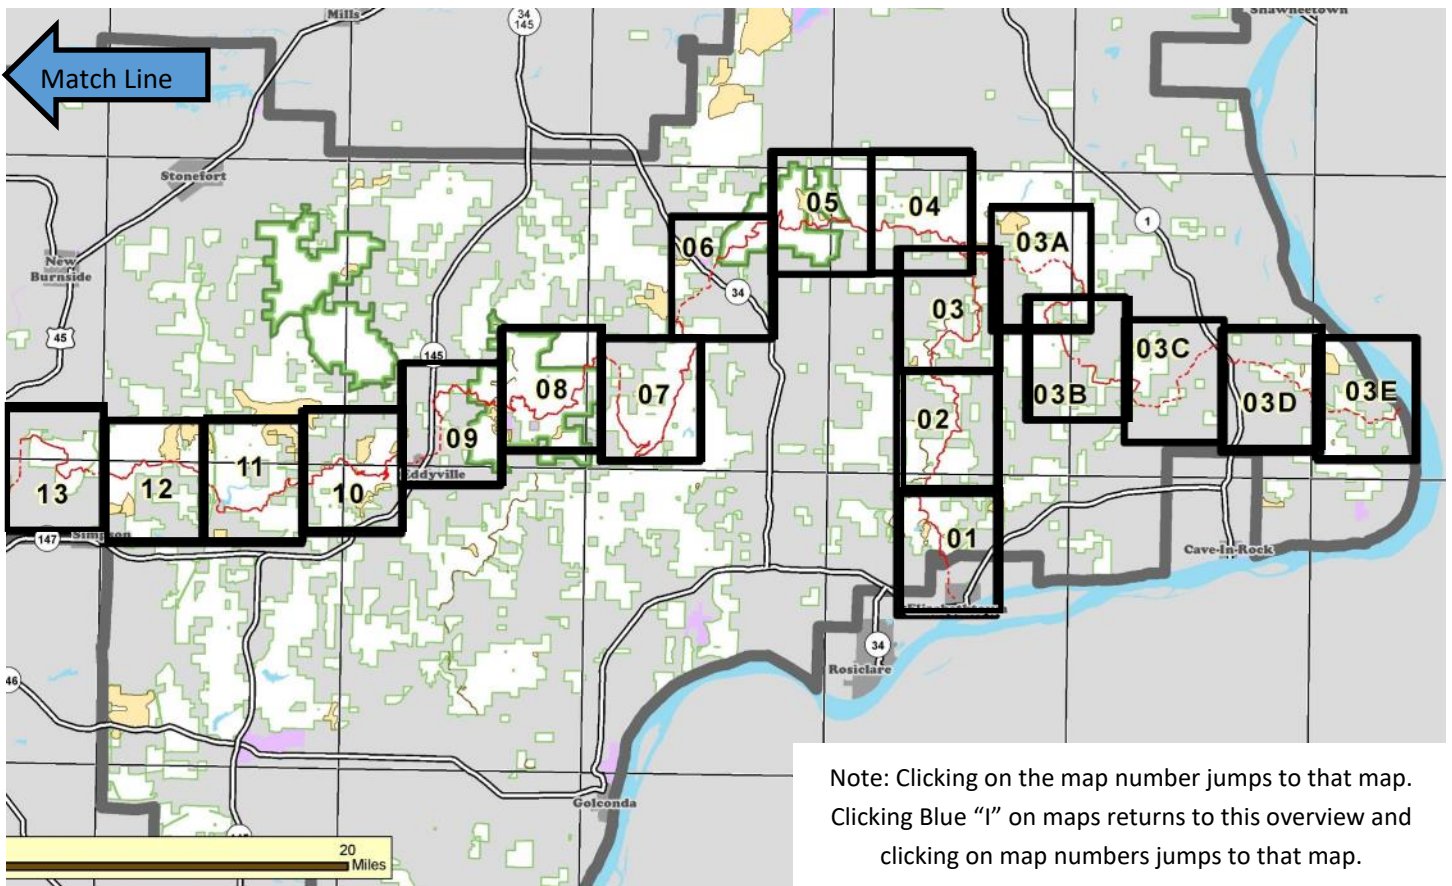 Mills
34
145
Shawneetown
Match Line
Stonefort
New
Burnside
45
1
05
04
06
03A
34
03
145
08
07
03C
03B
03D
03E
02
09
11
Eddyville
13
12
10
147
Simpson
01
Cave-In-Rock
Elizabethtown
34
Rosiclare
46
Golconda
20
Miles
Note: Clicking on the map number jumps to that map.
Clicking Blue “I” on maps returns to this overview and
clicking on map numbers jumps to that map.